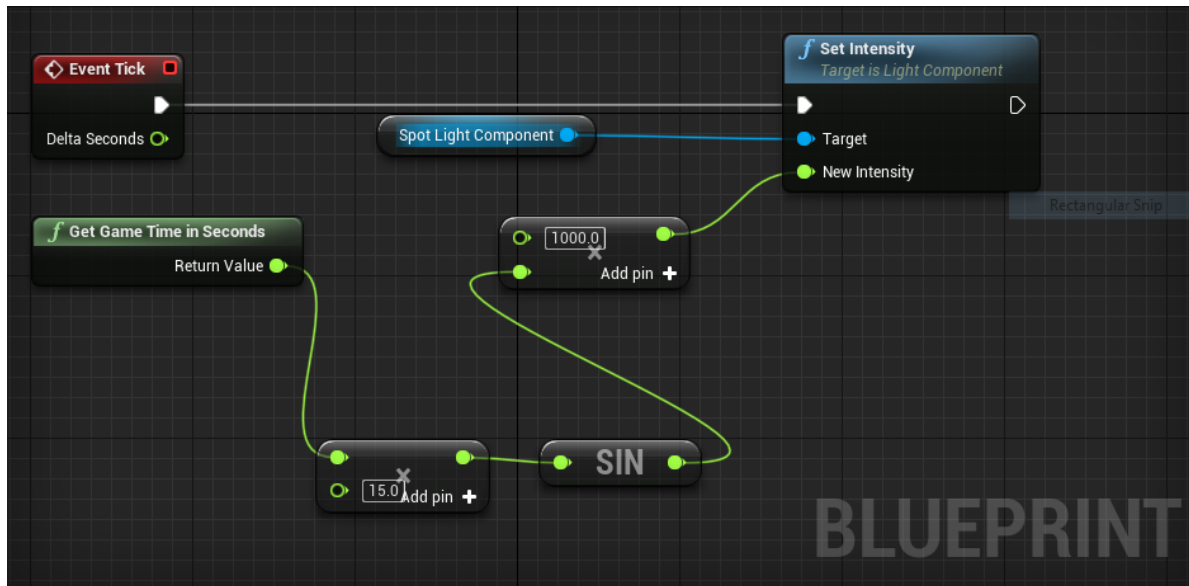 Event Tick
Delta Seconds
Spot Light Component
f Set Intensity
Target is Light Component
Target
New Intensity
Rectangular Snip
f Get Game Time in Seconds
Return Value
1000.0
Add pin
15.0
Add pin
SIN
BLUEPRINT